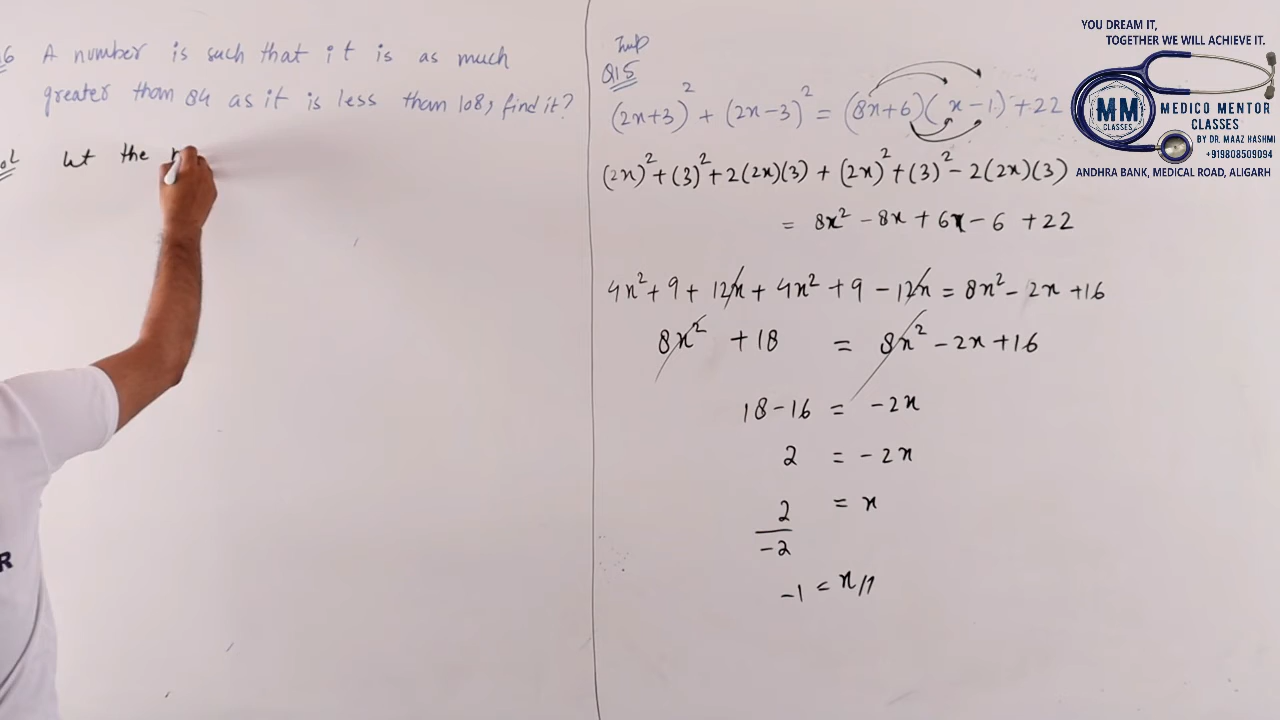 6 A number is such that it is as much
greater than 84 as it is less than 108, find it?
Let the
Imp
Q15
(2x+3)² + (2x-3)² = (8x+6)(x-1) +22
(2x)²+(3)²+2(2x)(3) + (2x)²+(3)²-2(2x)(3)
= 8x² -8x + 6x - 6 +22
4x²+9+12x+4x²+9-12x = 8x²-2x+16
8x² +18 = 8x²-2x+16
18-16 = -2x
2 = -2x
2/-2 = x
-1 = x//
YOU DREAM IT,
TOGETHER WE WILL ACHIEVE IT.
MM
CLASSES
MEDICO MENTOR
CLASSES
BY DR. MAAZ HASHMI
+919808509094
ANDHRA BANK, MEDICAL ROAD, ALIGARH
R